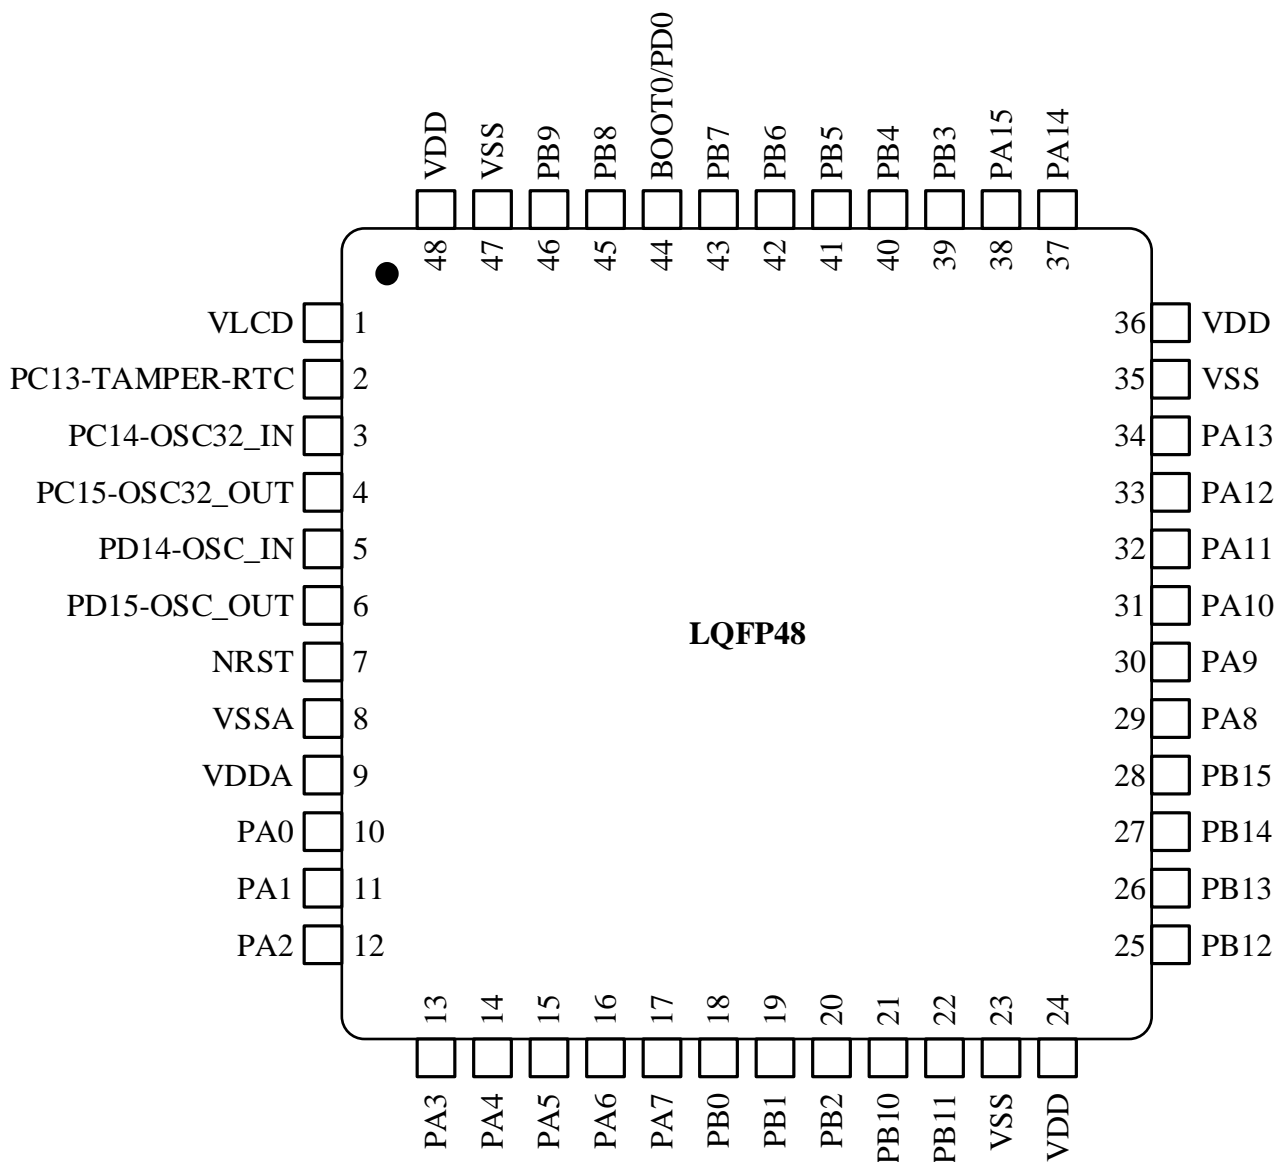 VDD
VSS
PB9
PB8
BOOT0/PD0
PB7
PB6
PB5
PB4
PB3
PA15
PA14
48
47
46
45
44
43
42
41
40
39
38
37
VLCD 1
PC13-TAMPER-RTC 2
PC14-OSC32_IN 3
PC15-OSC32_OUT 4
PD14-OSC_IN 5
PD15-OSC_OUT 6
NRST 7
VSSA 8
VDDA 9
PA0 10
PA1 11
PA2 12
LQFP48
36 VDD
35 VSS
34 PA13
33 PA12
32 PA11
31 PA10
30 PA9
29 PA8
28 PB15
27 PB14
26 PB13
25 PB12
13
14
15
16
17
18
19
20
21
22
23
24
PA3
PA4
PA5
PA6
PA7
PB0
PB1
PB2
PB10
PB11
VSS
VDD